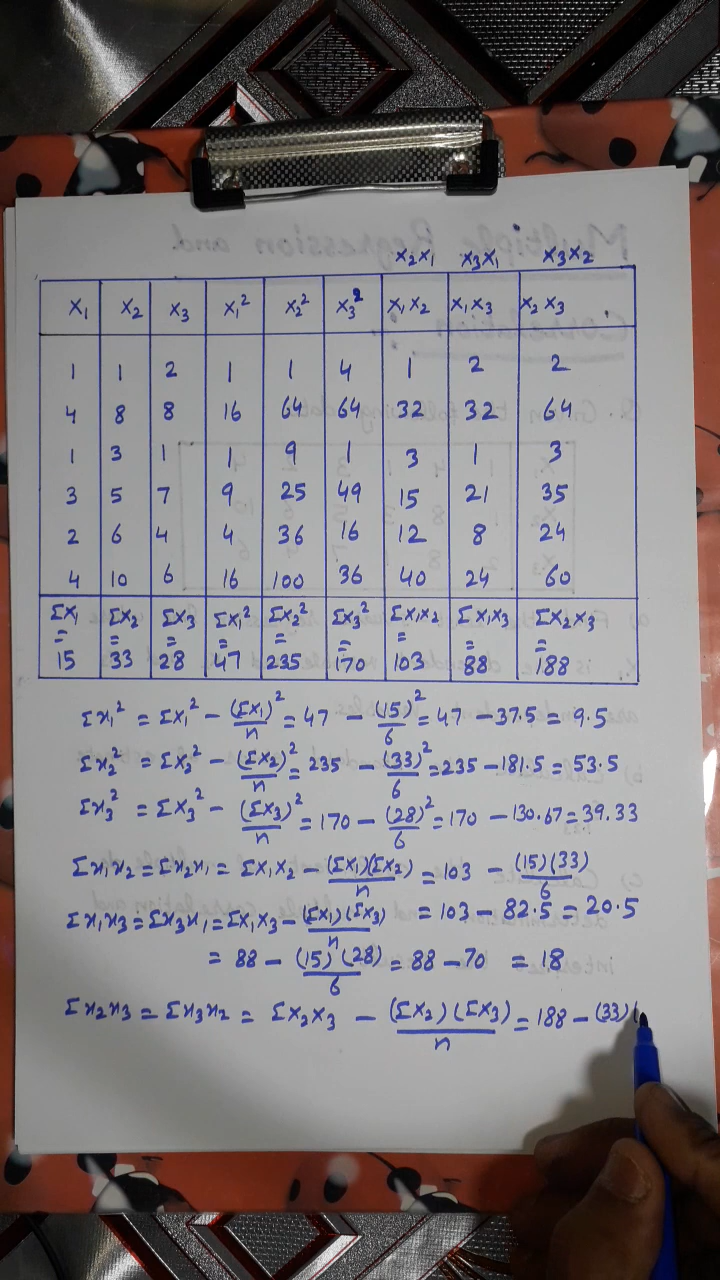 X₂X₁ X₃X₁ X₃X₂
X₁ X₂ X₃ X₁² X₂² X₃² X₁X₂ X₁X₃ X₂X₃
1 1 2 1 1 4 1 2 2
4 8 8 16 64 64 32 32 64
1 3 1 1 9 1 3 1 3
3 5 7 9 25 49 15 21 35
2 6 4 4 36 16 12 8 24
4 10 6 16 100 36 40 24 60
ΣX₁ ΣX₂ ΣX₃ ΣX₁² ΣX₂² ΣX₃² ΣX₁X₂ ΣX₁X₃ ΣX₂X₃
= = = = = = = = =
15 33 28 47 235 170 103 88 188
Σx₁² = ΣX₁² - (ΣX₁)²/n = 47 - (15)²/6 = 47 - 37.5 = 9.5
Σx₂² = ΣX₂² - (ΣX₂)²/n = 235 - (33)²/6 = 235 - 181.5 = 53.5
Σx₃² = ΣX₃² - (ΣX₃)²/n = 170 - (28)²/6 = 170 - 130.67 = 39.33
Σx₁x₂ = Σx₂x₁ = ΣX₁X₂ - (ΣX₁)(ΣX₂)/n = 103 - (15)(33)/6
= 103 - 82.5 = 20.5
Σx₁x₃ = Σx₃x₁ = ΣX₁X₃ - (ΣX₁)(ΣX₃)/n
= 88 - (15)(28)/6 = 88 - 70 = 18
Σx₂x₃ = Σx₃x₂ = ΣX₂X₃ - (ΣX₂)(ΣX₃)/n = 188 - (33)(